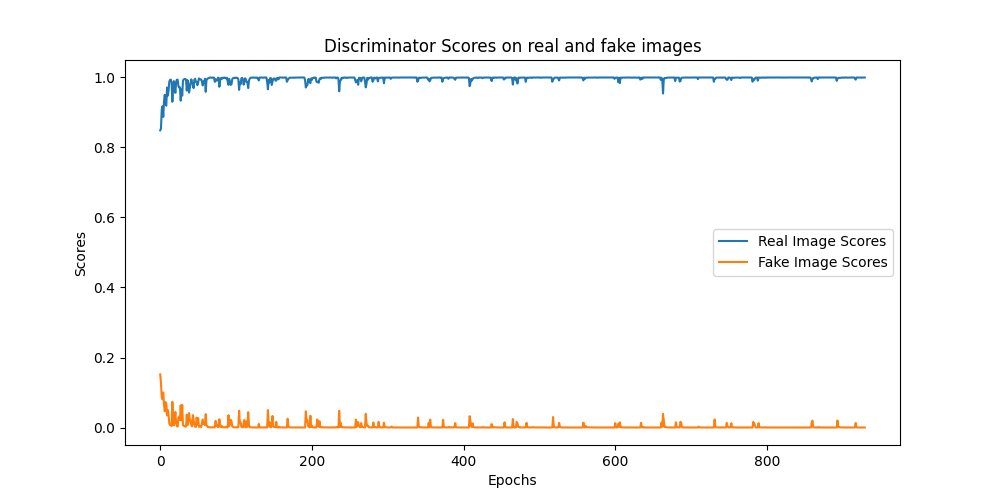 Discriminator Scores on real and fake images
1.0
0.8
0.6
0.4
0.2
0.0
Scores
Real Image Scores
Fake Image Scores
0 200 400 600 800
Epochs